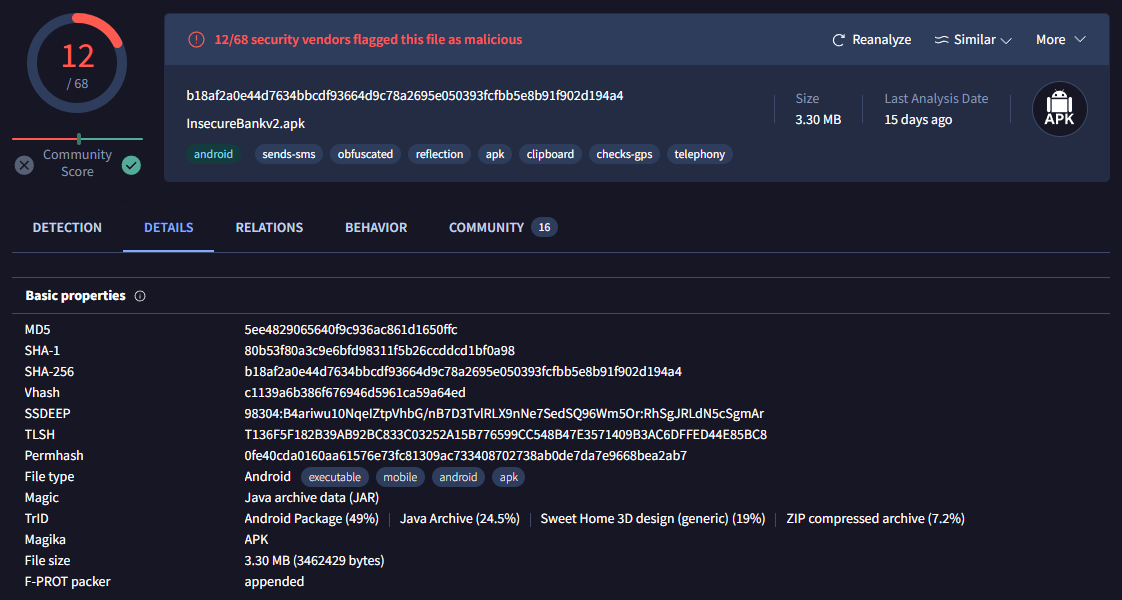 12
/ 68
Community
Score
12/68 security vendors flagged this file as malicious
Reanalyze Similar More
b18af2a0e44d7634bbcdf93664d9c78a2695e050393fcfbb5e8b91f902d194a4
InsecureBankv2.apk
Size
3.30 MB
Last Analysis Date
15 days ago
APK
android sends-sms obfuscated reflection apk clipboard checks-gps telephony
DETECTION DETAILS RELATIONS BEHAVIOR COMMUNITY 16
Basic properties
MD5 5ee4829065640f9c936ac861d1650ffc
SHA-1 80b53f80a3c9e6bfd98311f5b26ccddcd1bf0a98
SHA-256 b18af2a0e44d7634bbcdf93664d9c78a2695e050393fcfbb5e8b91f902d194a4
Vhash c1139a6b386f676946d5961ca59a64ed
SSDEEP 98304:B4ariwu10NqeIZtpVhbG/nB7D3TvlRLX9nNe7SedSQ96Wm5Or:RhSgJRLdN5cSgmAr
TLSH T136F5F182B39AB92BC833C03252A15B776599CC548B47E3571409B3AC6DFFED44E85BC8
Permhash 0fe40cda0160aa61576e73fc81309ac733408702738ab0de7da7e9668bea2ab7
File type Android executable mobile android apk
Magic Java archive data (JAR)
TrID Android Package (49%) Java Archive (24.5%) Sweet Home 3D design (generic) (19%) ZIP compressed archive (7.2%)
Magika APK
File size 3.30 MB (3462429 bytes)
F-PROT packer appended